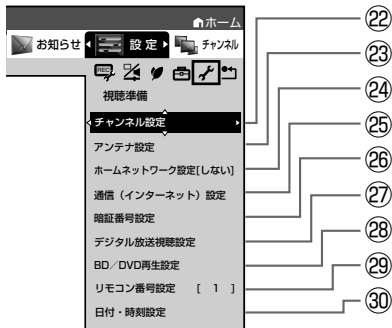 ホーム
お知らせ 設定 チャンネル
REC
視聴準備
チャンネル設定 ㉒
アンテナ設定 ㉓
ホームネットワーク設定[しない] ㉔
通信(インターネット)設定 ㉕
暗証番号設定 ㉖
デジタル放送視聴設定 ㉗
BD/DVD再生設定 ㉘
リモコン番号設定 [ 1 ] ㉙
日付・時刻設定 ㉚